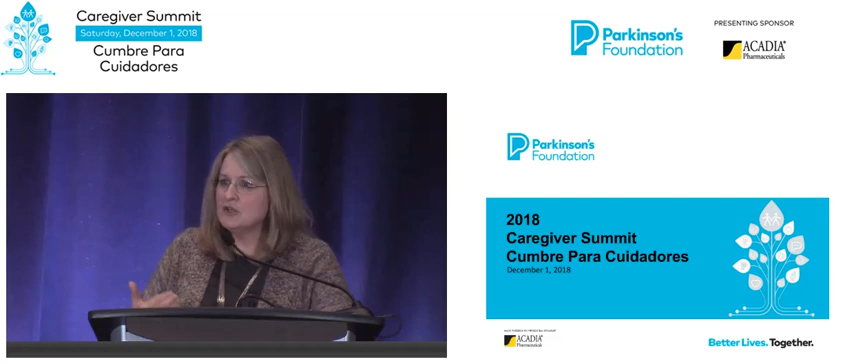 Caregiver Summit
Saturday, December 1, 2018
Cumbre Para
Cuidadores
Parkinson's
Foundation
PRESENTING SPONSOR
ACADIA®
Pharmaceuticals
Parkinson's
Foundation
2018
Caregiver Summit
Cumbre Para Cuidadores
December 1, 2018
ACADIA
Pharmaceuticals
Better Lives. Together.